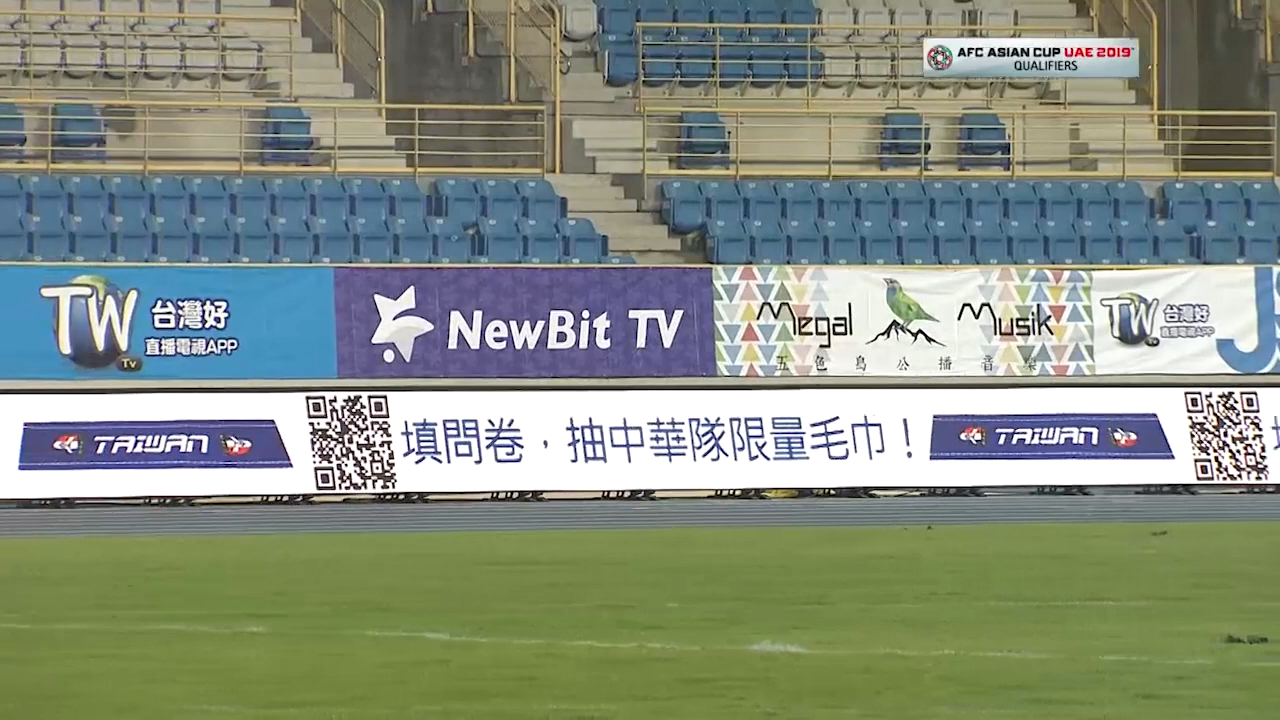 AFC ASIAN CUP UAE 2019
QUALIFIERS
TW
Tv
台灣好
直播電視APP
NewBit TV
Megal Musik
五色鳥公播音樂
TW
台灣好
直播電視APP
TAIWAN
填問卷，抽中華隊限量毛巾！
TAIWAN